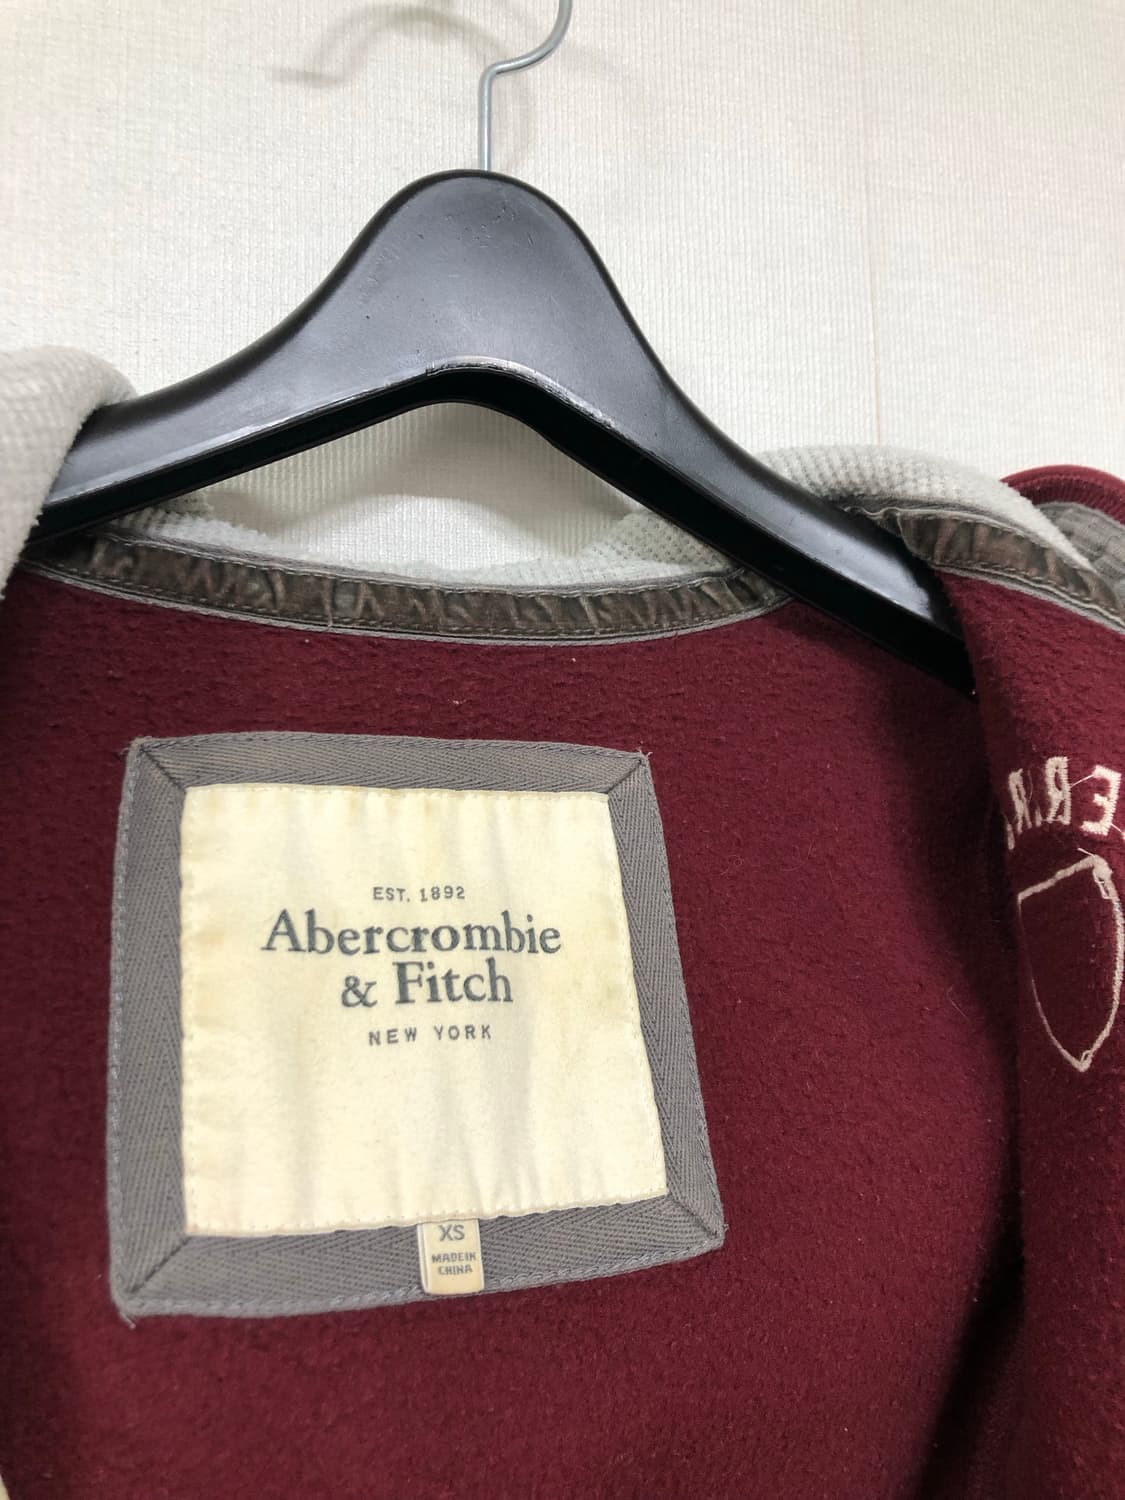 EST. 1892
Abercrombie
& Fitch
NEW YORK
XS
MADE IN
CHINA